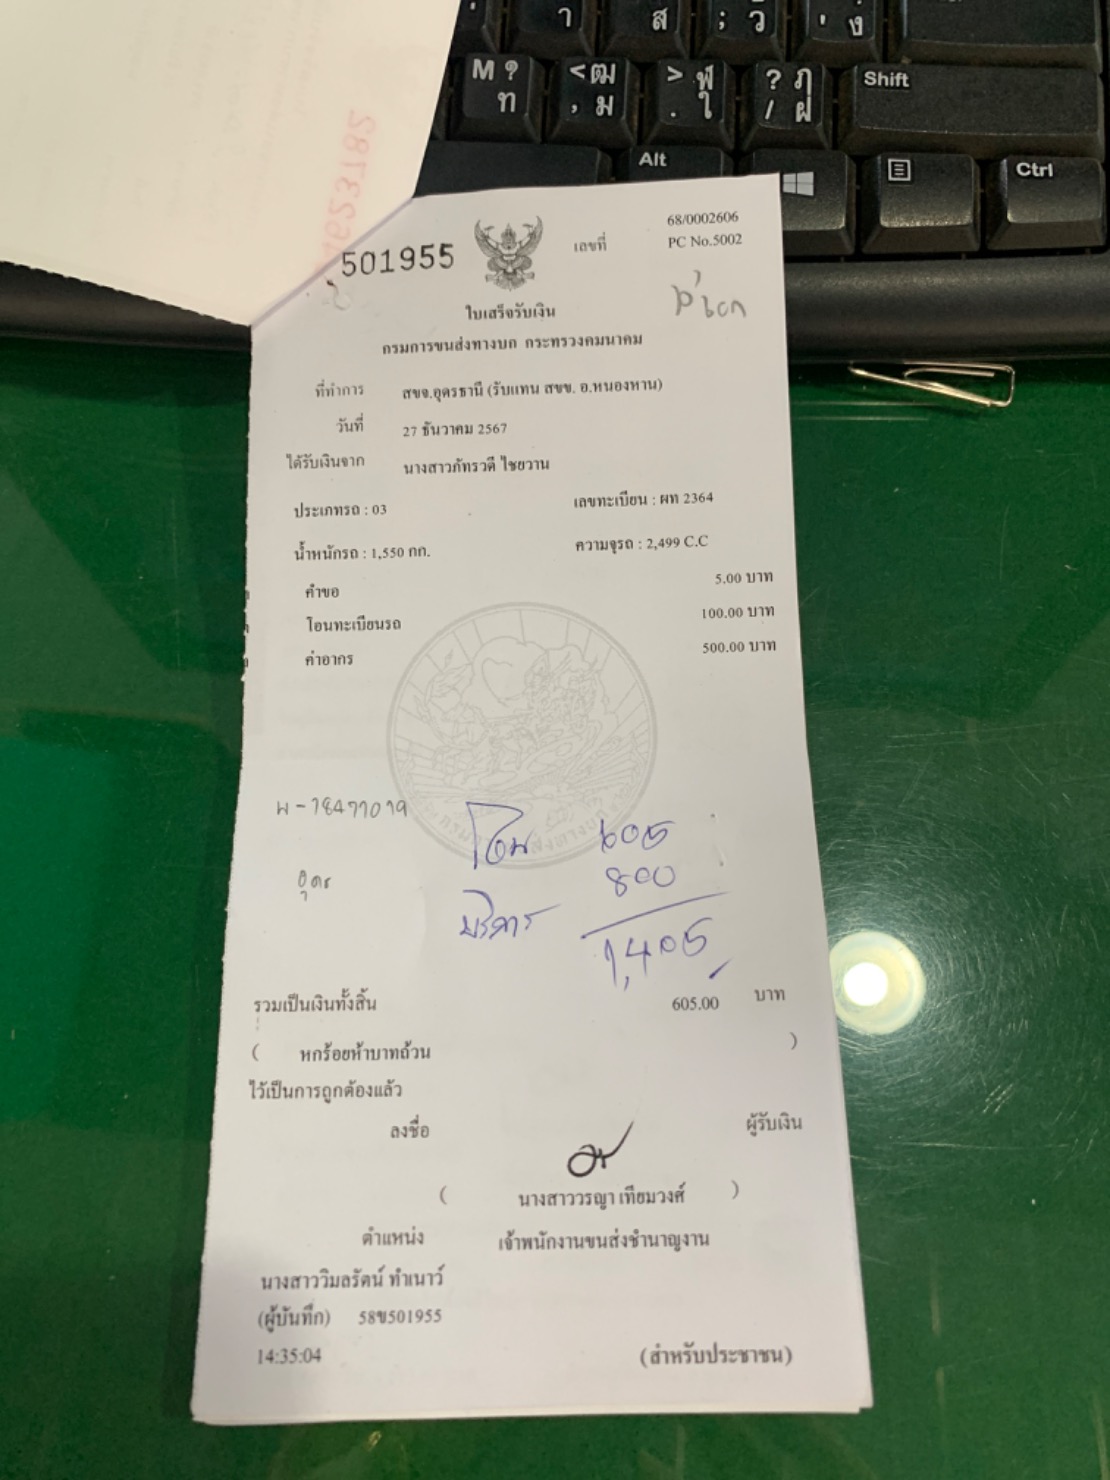 า ส ; ว ' ง
M ? ท < ฒ , ม > ฬ . ใ ? ฦ / ฝ Shift
Alt Ctrl
68/0002606
501955 เลขที่ PC No.5002
ใบเสร็จรับเงิน
กรมการขนส่งทางบก กระทรวงคมนาคม
ที่ทำการ สขจ.อุดรธานี (รับแทน สขข. อ.หนองหาน)
วันที่ 27 ธันวาคม 2567
ได้รับเงินจาก นางสาวภัทรวดี ไชยวาน
ประเภทรถ : 03 เลขทะเบียน : ผท 2364
น้ำหนักรถ : 1,550 กก. ความจุรถ : 2,499 C.C
คำขอ 5.00 บาท
โอนทะเบียนรถ 100.00 บาท
ค่าอากร 500.00 บาท
โอน 605
อุดร 800
บริการ
1,405
รวมเป็นเงินทั้งสิ้น 605.00 บาท
( หกร้อยห้าบาทถ้วน )
ไว้เป็นการถูกต้องแล้ว
ลงชื่อ ผู้รับเงิน
( นางสาววรญา เทียมวงศ์ )
ตำแหน่ง เจ้าพนักงานขนส่งชำนาญงาน
นางสาววิมลรัตน์ ทำเนาว์
(ผู้บันทึก) 58ข501955
14:35:04 (สำหรับประชาชน)